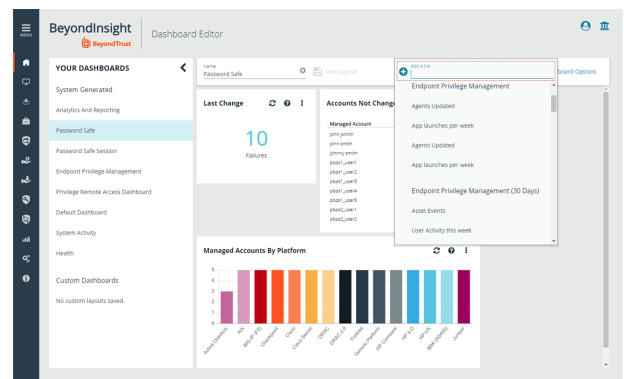 MENU
BeyondInsight
BeyondTrust
Dashboard Editor
YOUR DASHBOARDS
System Generated
Analytics And Reporting
Password Safe
Password Safe Session
Endpoint Privilege Management
Privilege Remote Access Dashboard
Default Dashboard
System Activity
Health
Custom Dashboards
No custom layouts saved.
Name
Password Safe
Save Layout
Add a tile
board Options
Endpoint Privilege Management
Agents Updated
App launches per week
Agents Updated
App launches per week
Endpoint Privilege Management (30 Days)
Asset Events
User Activity this week
Last Change
10
Failures
Accounts Not Change
Managed Account
john_psmith
john smith
johnny smith
pbps1_user1
pbps1_user2
pbps1_user3
pbps1_user4
pbps1_user5
pbps2_user1
pbps2_user2
Managed Accounts By Platform
5
4
3
2
1
0
Active Directory
AIX
BIG-IP (F5)
Checkpoint
Cisco
Cisco Secret
DRAC
DRAC 2.0
Fortinet
Generic Platform
HP Comware
HP iLO
HP-UX
IBM i (AS400)
Juniper